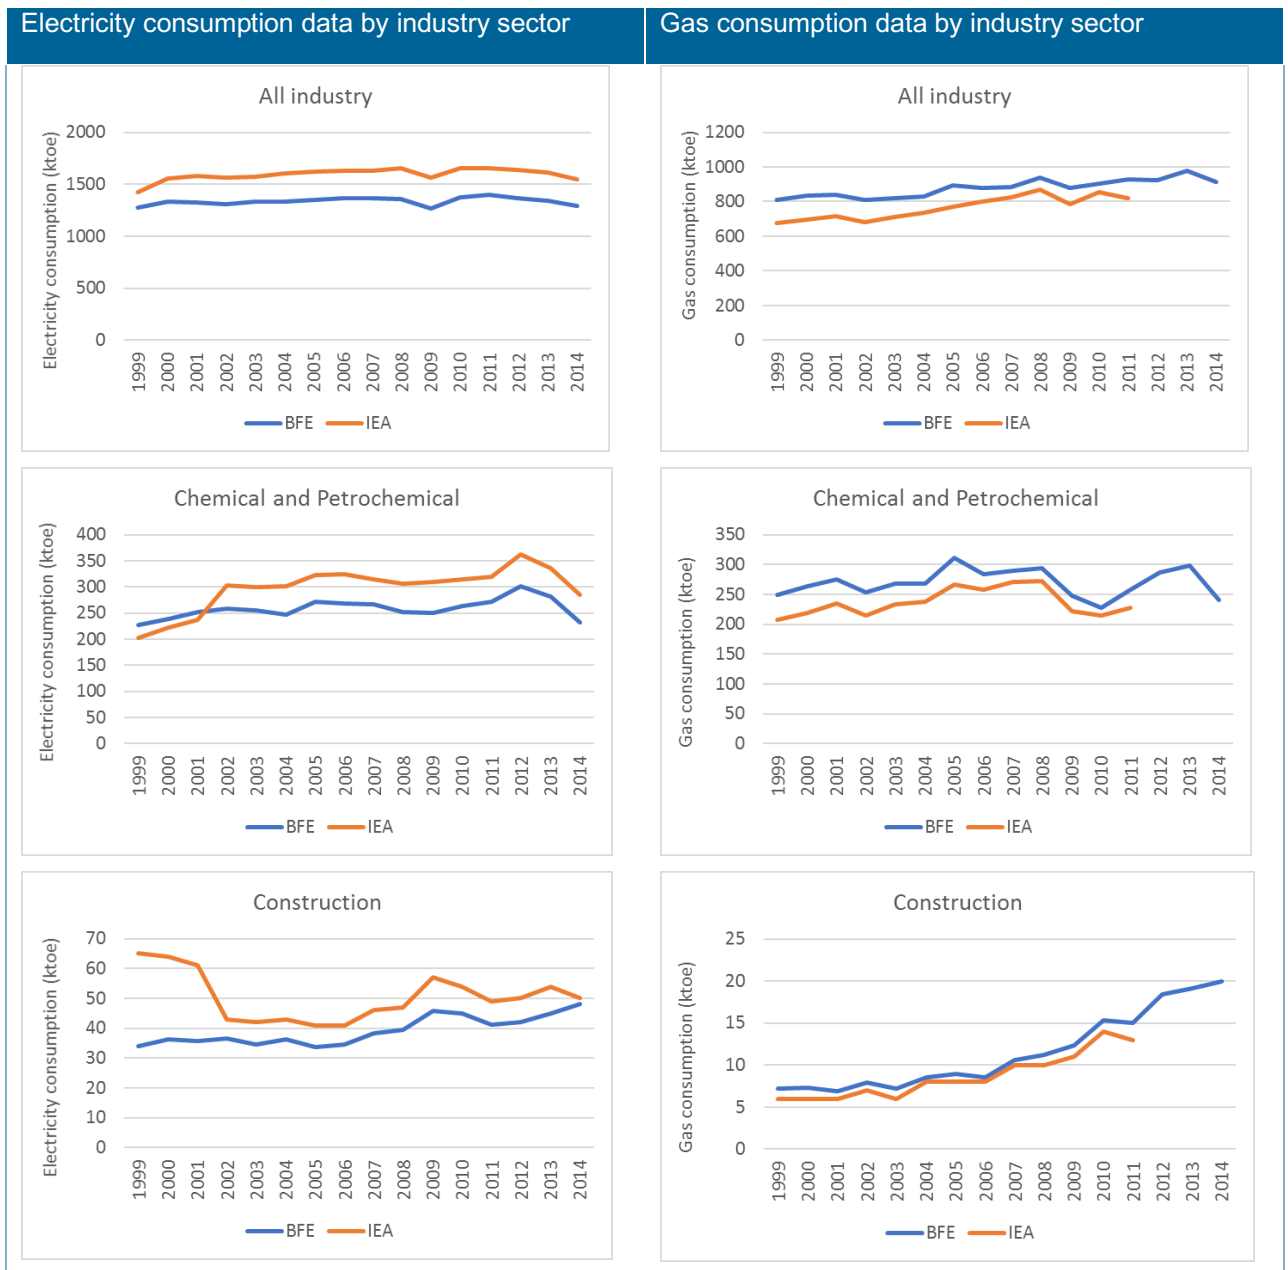 Electricity consumption data by industry sector
Gas consumption data by industry sector
All industry
Electricity consumption (ktoe)
2000
1500
1000
500
0
1999 2000 2001 2002 2003 2004 2005 2006 2007 2008 2009 2010 2011 2012 2013 2014
BFE IEA
All industry
Gas consumption (ktoe)
1200
1000
800
600
400
200
0
1999 2000 2001 2002 2003 2004 2005 2006 2007 2008 2009 2010 2011 2012 2013 2014
BFE IEA
Chemical and Petrochemical
Electricity consumption (ktoe)
400
350
300
250
200
150
100
50
0
1999 2000 2001 2002 2003 2004 2005 2006 2007 2008 2009 2010 2011 2012 2013 2014
BFE IEA
Chemical and Petrochemical
Gas consumption (ktoe)
350
300
250
200
150
100
50
0
1999 2000 2001 2002 2003 2004 2005 2006 2007 2008 2009 2010 2011 2012 2013 2014
BFE IEA
Construction
Electricity consumption (ktoe)
70
60
50
40
30
20
10
0
1999 2000 2001 2002 2003 2004 2005 2006 2007 2008 2009 2010 2011 2012 2013 2014
BFE IEA
Construction
Gas consumption (ktoe)
25
20
15
10
5
0
1999 2000 2001 2002 2003 2004 2005 2006 2007 2008 2009 2010 2011 2012 2013 2014
BFE IEA